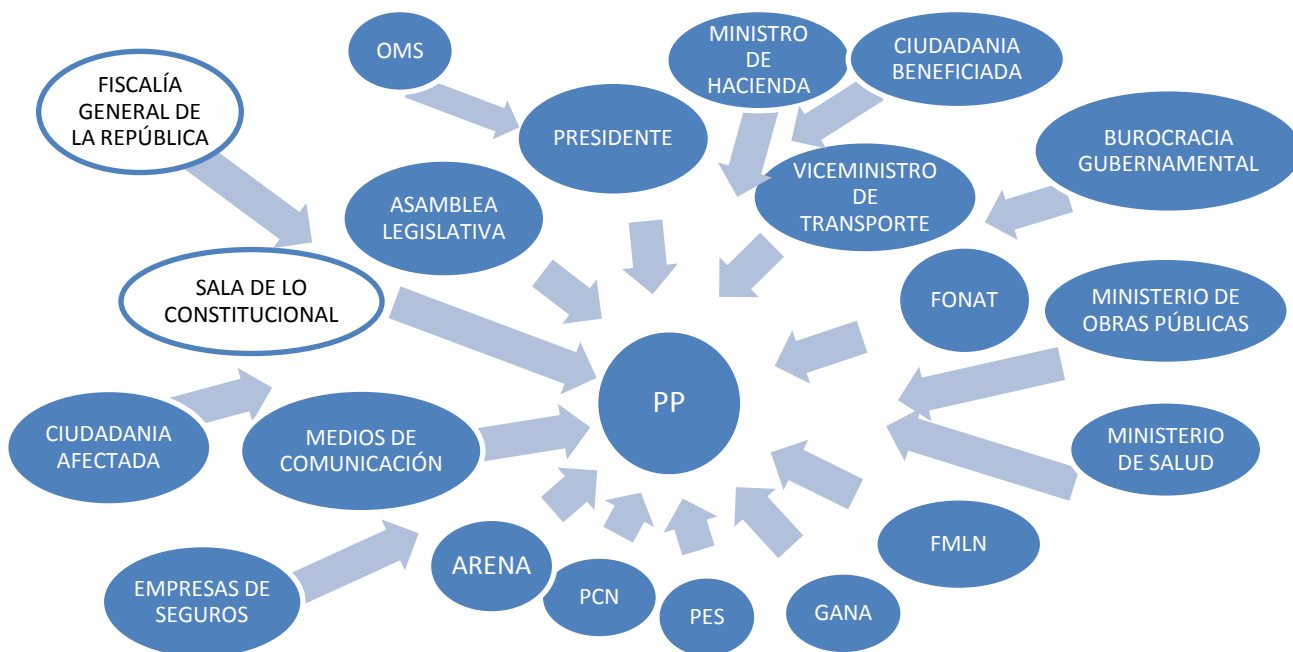 OMS
MINISTRO
DE
HACIENDA
CIUDADANIA
BENEFICIADA
FISCALÍA
GENERAL DE
LA REPÚBLICA
PRESIDENTE
BUROCRACIA
GUBERNAMENTAL
ASAMBLEA
LEGISLATIVA
VICEMINISTRO
DE
TRANSPORTE
SALA DE LO
CONSTITUCIONAL
FONAT
MINISTERIO DE
OBRAS PÚBLICAS
PP
CIUDADANIA
AFECTADA
MEDIOS DE
COMUNICACIÓN
MINISTERIO
DE SALUD
ARENA
FMLN
EMPRESAS DE
SEGUROS
PCN
PES
GANA